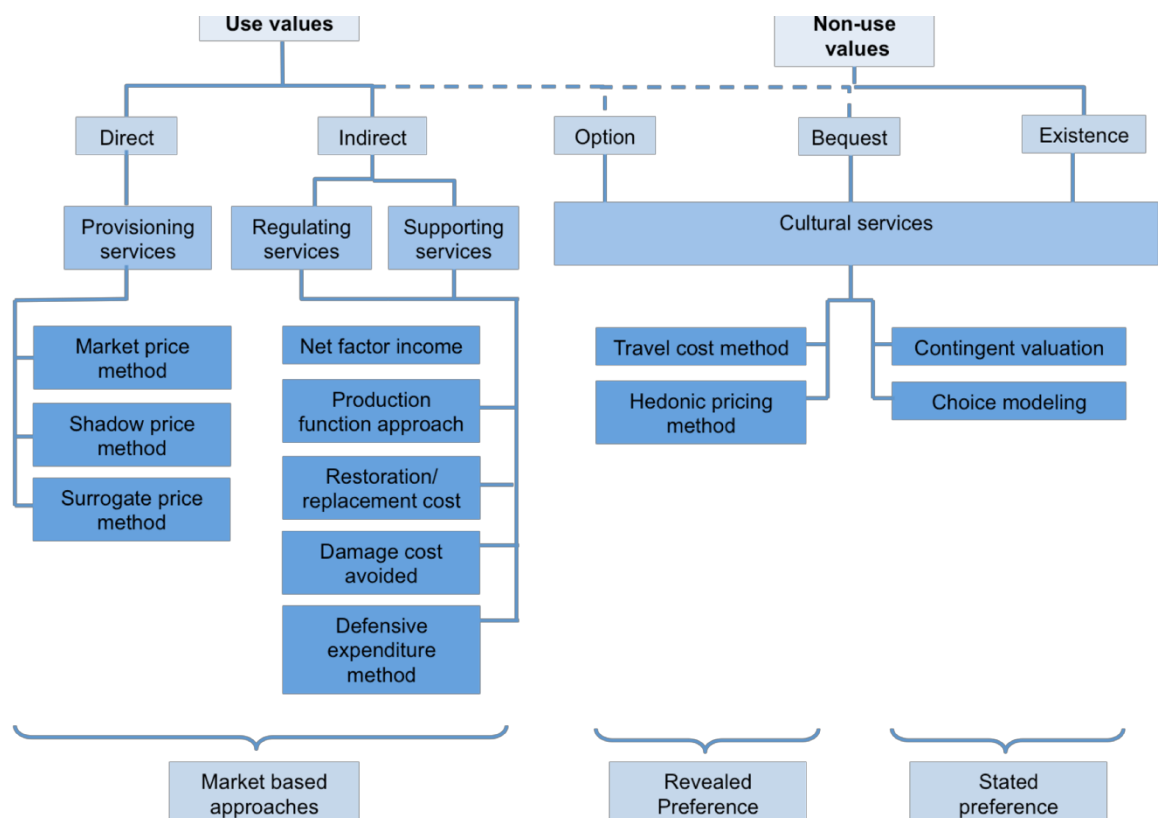 Use values
Non-use
values
Direct
Indirect
Option
Bequest
Existence
Provisioning
services
Regulating
services
Supporting
services
Cultural services
Market price
method
Shadow price
method
Surrogate price
method
Net factor income
Production
function approach
Restoration/
replacement cost
Damage cost
avoided
Defensive
expenditure
method
Travel cost method
Hedonic pricing
method
Contingent valuation
Choice modeling
Market based
approaches
Revealed
Preference
Stated
preference